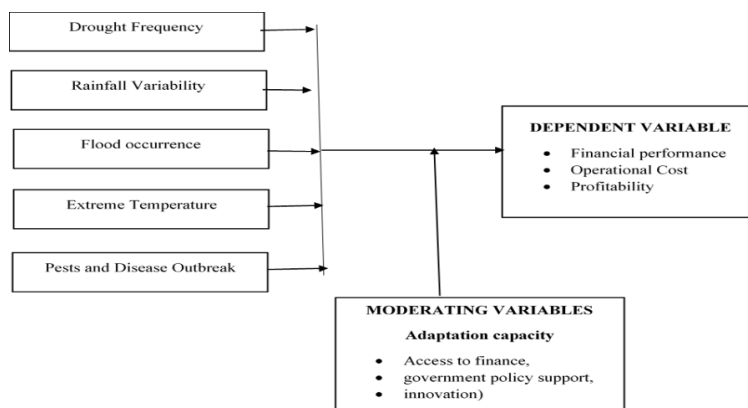 Drought Frequency
Rainfall Variability
Flood occurrence
Extreme Temperature
Pests and Disease Outbreak
DEPENDENT VARIABLE
• Financial performance
• Operational Cost
• Profitability
MODERATING VARIABLES
Adaptation capacity
• Access to finance,
• government policy support,
• innovation)